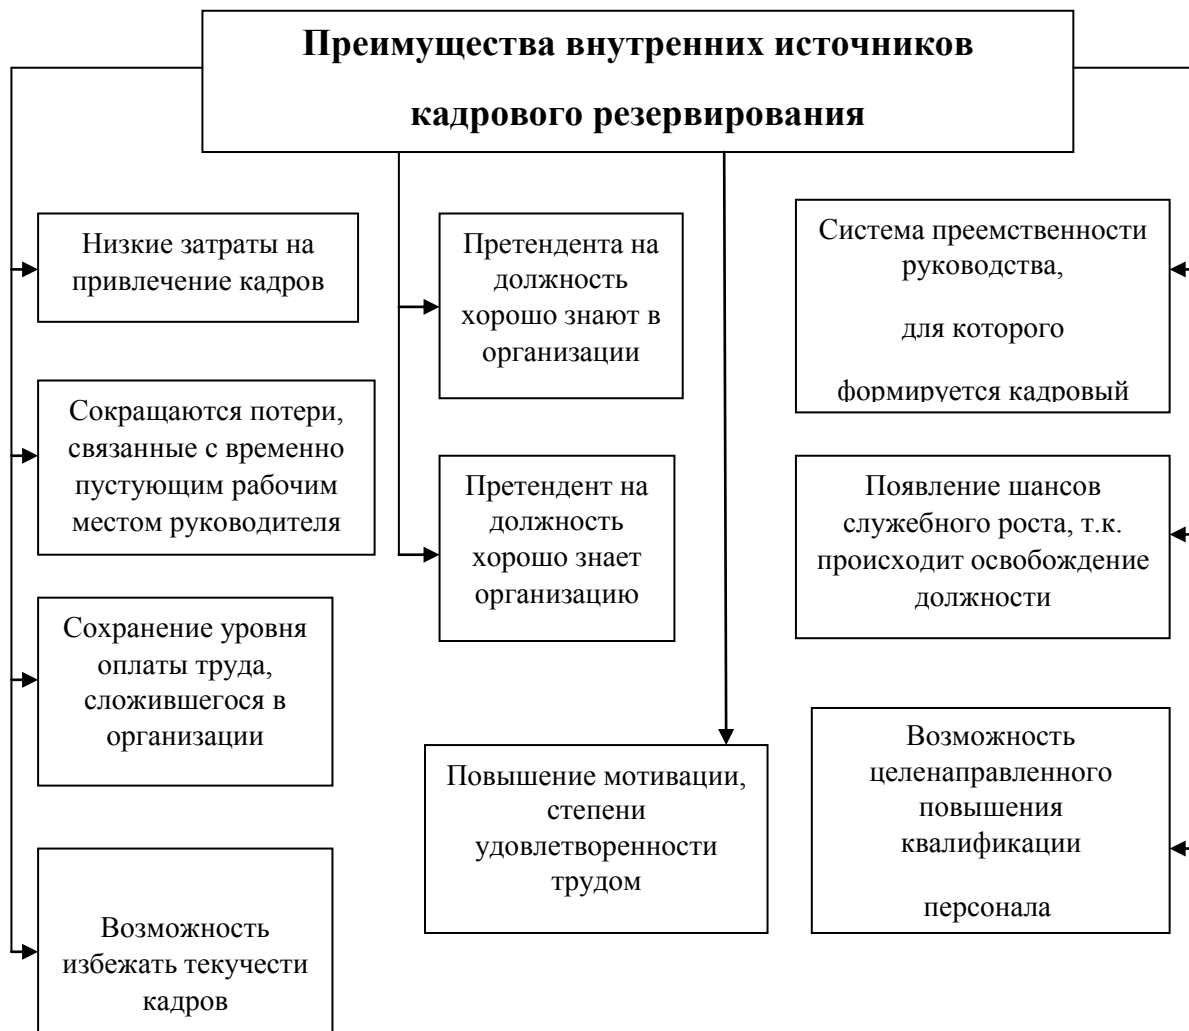 Преимущества внутренних источников
кадрового резервирования
Низкие затраты на
привлечение кадров
Сокращаются потери,
связанные с временно
пустующим рабочим
местом руководителя
Сохранение уровня
оплаты труда,
сложившегося в
организации
Возможность
избежать текучести
кадров
Претендента на
должность
хорошо знают в
организации
Претендент на
должность
хорошо знает
организацию
Повышение мотивации,
степени
удовлетворенности
трудом
Система преемственности
руководства,
для которого
формируется кадровый
Появление шансов
служебного роста, т.к.
происходит освобождение
должности
Возможность
целенаправленного
повышения
квалификации
персонала